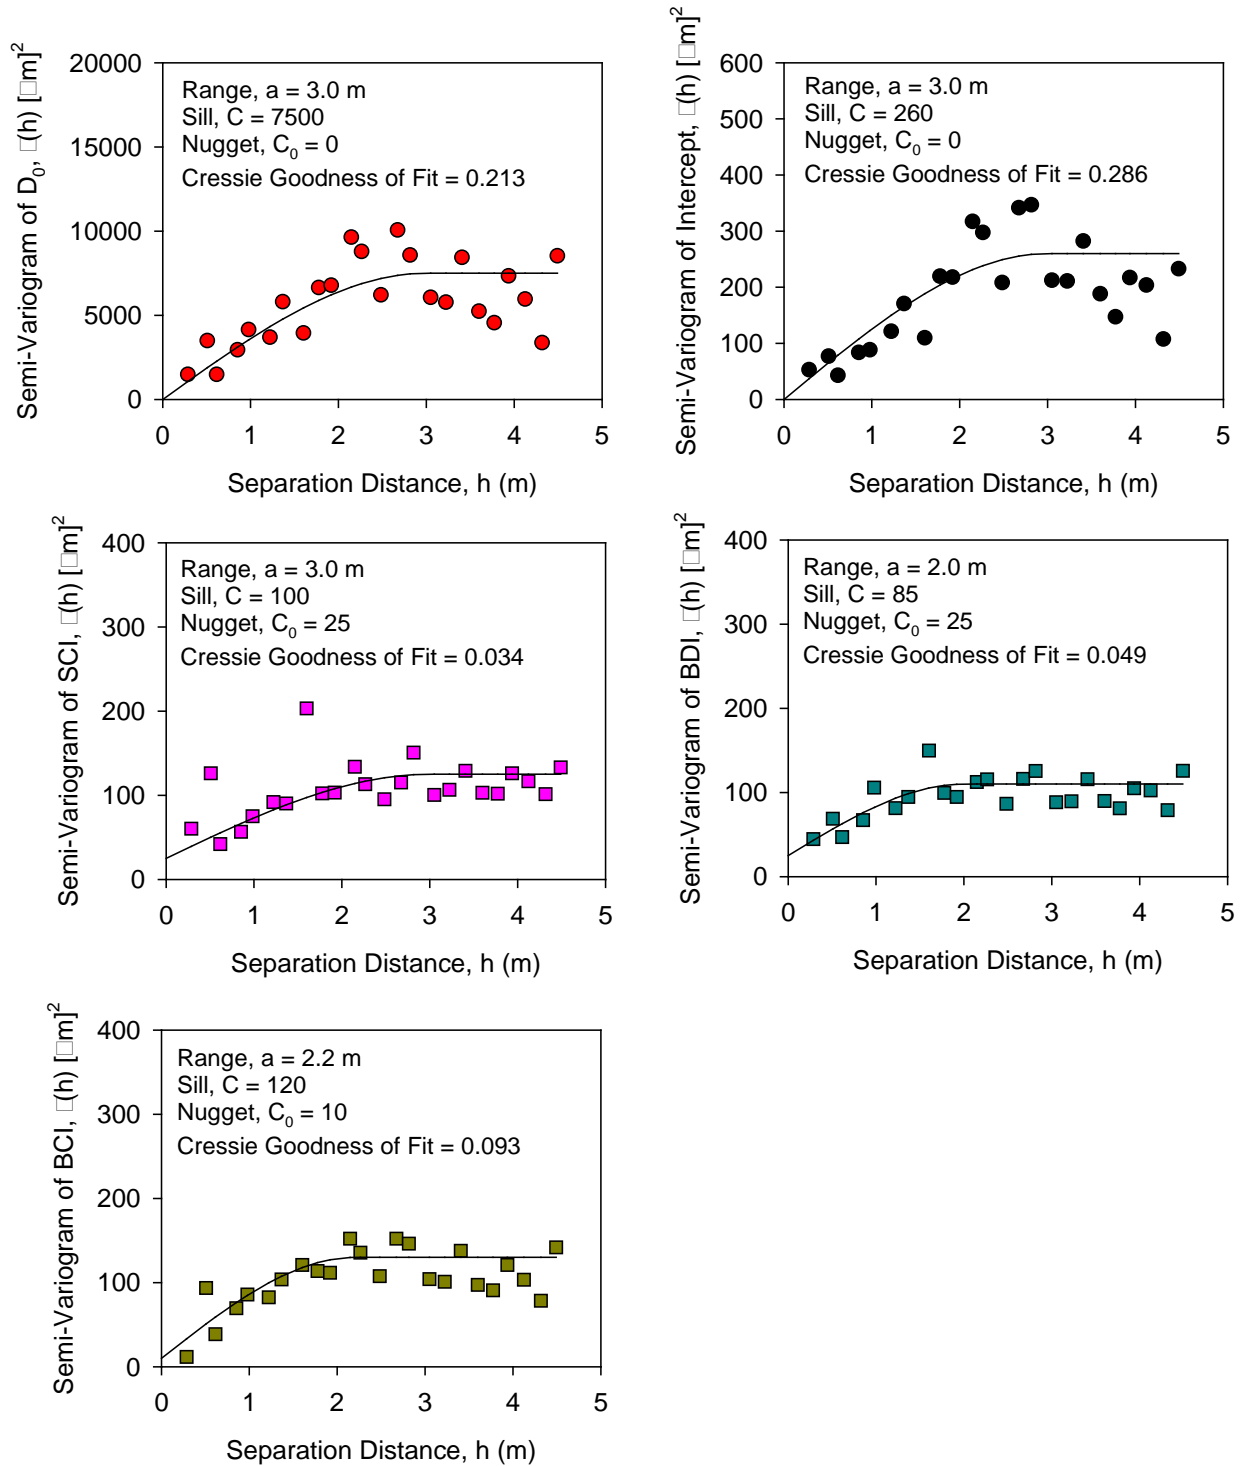 Semi-Variogram of D₀, □(h) [□m]²
20000
15000
10000
5000
0
Range, a = 3.0 m
Sill, C = 7500
Nugget, C₀ = 0
Cressie Goodness of Fit = 0.213
0 1 2 3 4 5
Separation Distance, h (m)
Semi-Variogram of Intercept, □(h) [□m]²
600
500
400
300
200
100
0
Range, a = 3.0 m
Sill, C = 260
Nugget, C₀ = 0
Cressie Goodness of Fit = 0.286
0 1 2 3 4 5
Separation Distance, h (m)
Semi-Variogram of SCI, □(h) [□m]²
400
300
200
100
0
Range, a = 3.0 m
Sill, C = 100
Nugget, C₀ = 25
Cressie Goodness of Fit = 0.034
0 1 2 3 4 5
Separation Distance, h (m)
Semi-Variogram of BDI, □(h) [□m]²
400
300
200
100
0
Range, a = 2.0 m
Sill, C = 85
Nugget, C₀ = 25
Cressie Goodness of Fit = 0.049
0 1 2 3 4 5
Separation Distance, h (m)
Semi-Variogram of BCI, □(h) [□m]²
400
300
200
100
0
Range, a = 2.2 m
Sill, C = 120
Nugget, C₀ = 10
Cressie Goodness of Fit = 0.093
0 1 2 3 4 5
Separation Distance, h (m)